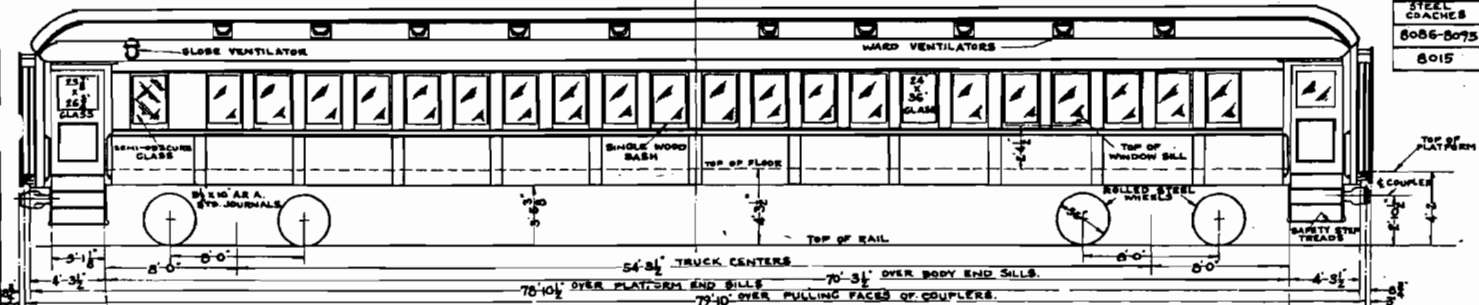 STEEL
COACHES
8086-8095
8015
GLOBE VENTILATOR
WARD VENTILATORS
GLASS
24
X
36
GLASS
SEMI-OBSCURE
GLASS
SINGLE WOOD
SASH
TOP OF FLOOR
TOP OF
WINDOW SILL
TOP OF
PLATFORM
℄ COUPLER
X 10" A.R.A.
STD. JOURNALS
ROLLED STEEL
WHEELS
4'-2"
TOP OF RAIL
SAFETY STEP
TREADS
8'-0"
8'-0"
54'-3½" TRUCK CENTERS
8'-0"
8'-0"
4'-3½"
70'-3½" OVER BODY END SILLS.
4'-3½"
78'-10½" OVER PLATFORM END SILLS
79'-10" OVER PULLING FACES OF COUPLERS.